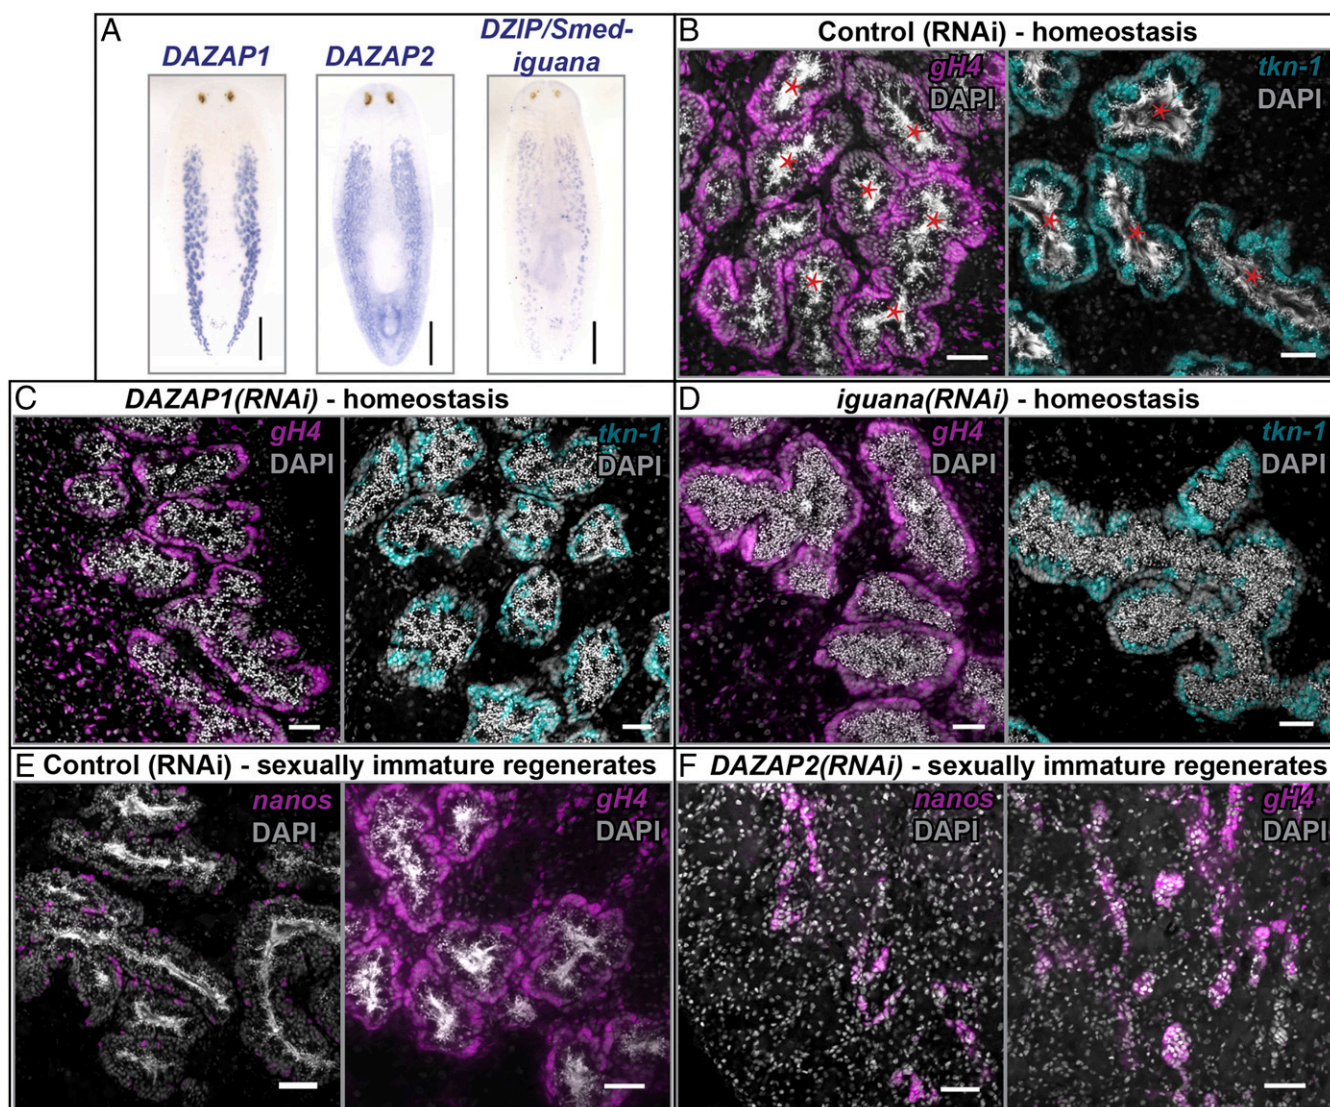 A
DAZAP1
DAZAP2
DZIP/Smed-
iguana
B
Control (RNAi) - homeostasis
gH4
DAPI
tkn-1
DAPI
C
DAZAP1(RNAi) - homeostasis
gH4
DAPI
tkn-1
DAPI
D
iguana(RNAi) - homeostasis
gH4
DAPI
tkn-1
DAPI
E Control (RNAi) - sexually immature regenerates
nanos
DAPI
gH4
DAPI
F DAZAP2(RNAi) - sexually immature regenerates
nanos
DAPI
gH4
DAPI